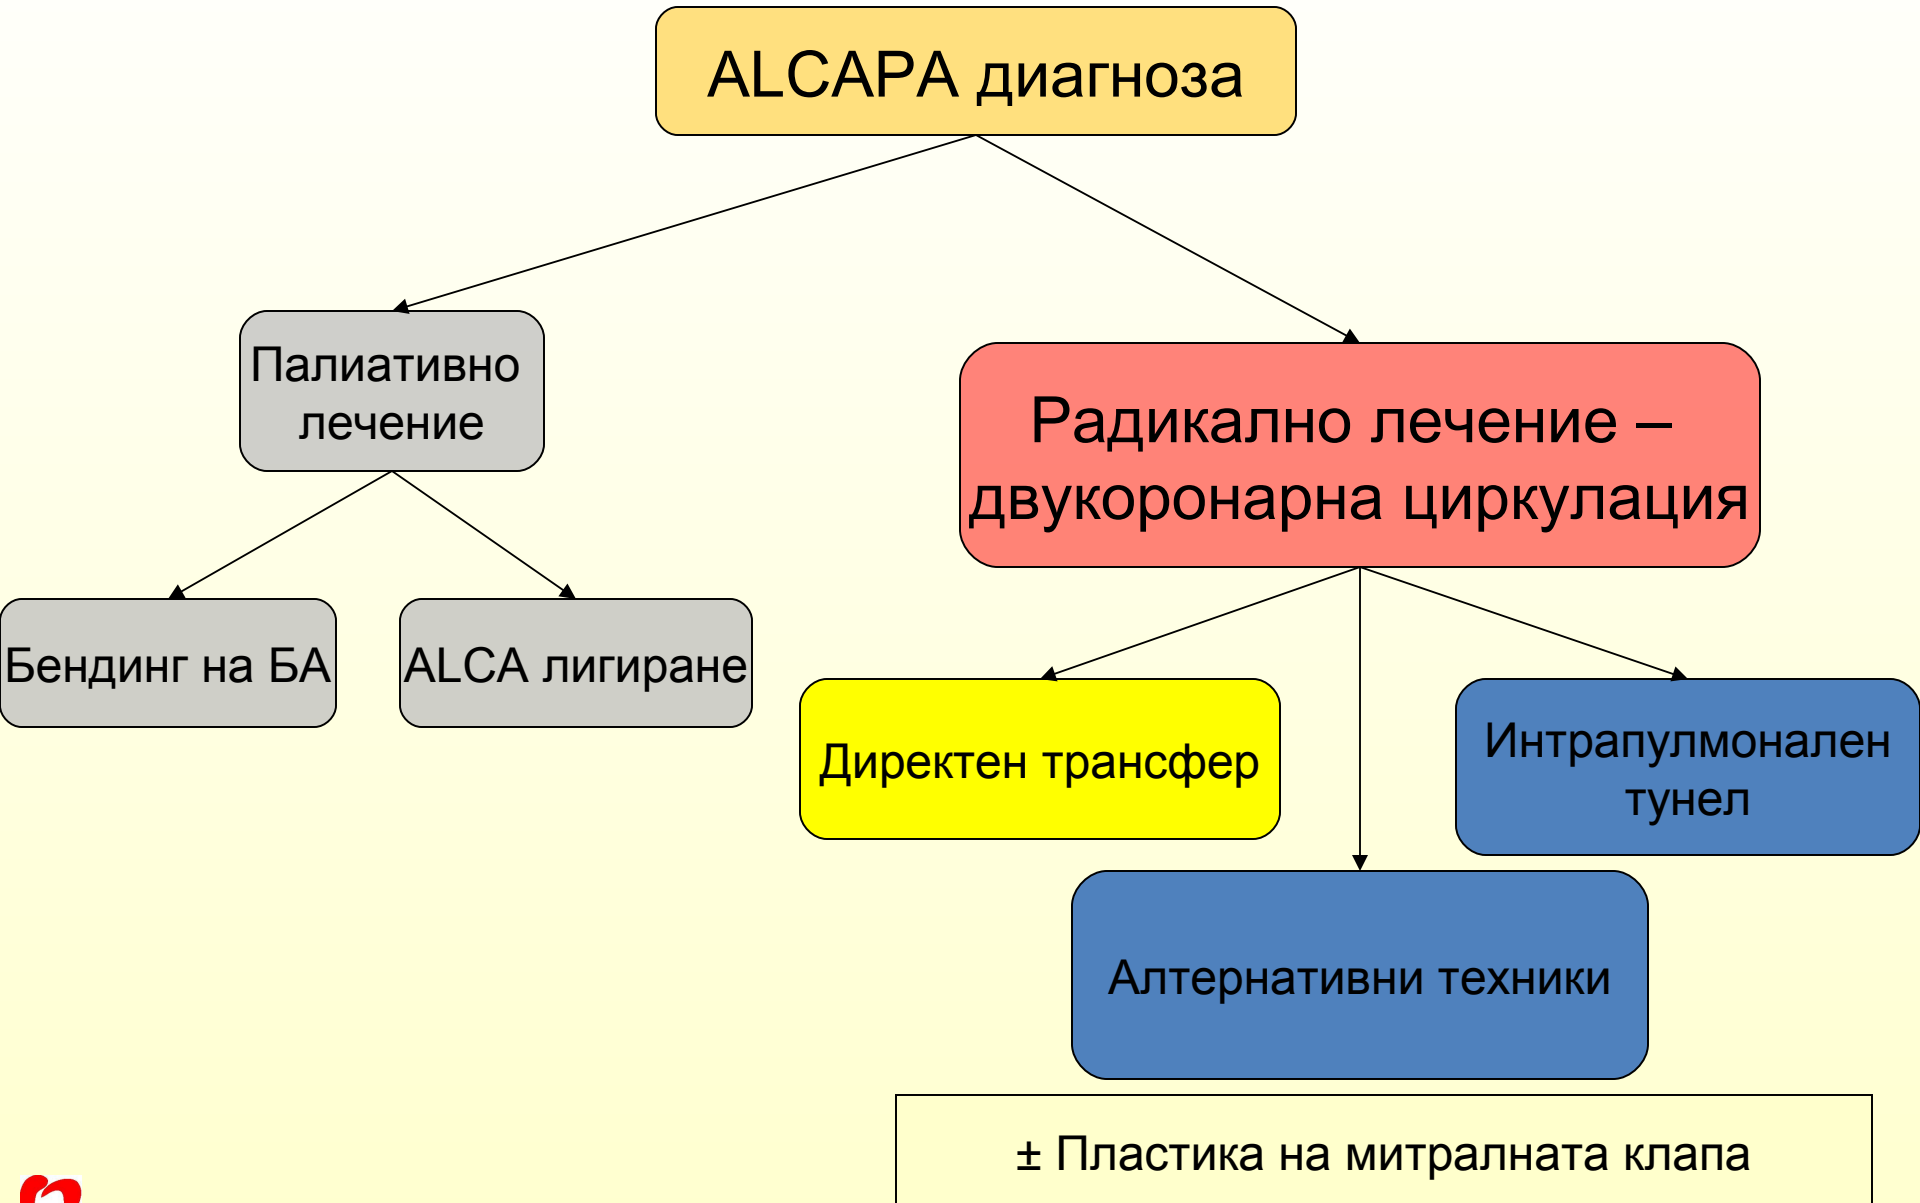 ALCAPA диагноза
Палиативно
лечение
Радикално лечение –
двукоронарна циркулация
Бендинг на БА
ALCA лигиране
Директен трансфер
Интрапулмонален
тунел
Алтернативни техники
± Пластика на митралната клапа